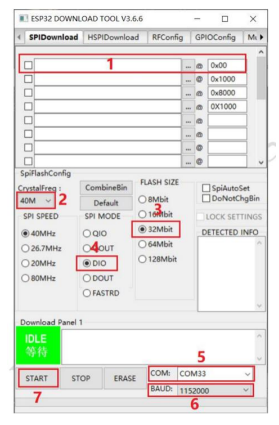 ESP32 DOWNLOAD TOOL V3.6.6
SPIDownload HSPIDownload RFConfig GPIOConfig Mu
1 ... @ 0x00
... @ 0x1000
... @ 0x8000
... @ 0X1000
... @
... @
... @
SpiFlashConfig
CrystalFreq : CombineBin FLASH SIZE SpiAutoSet
40M 2 Default 8Mbit DoNotChgBin
3
SPI SPEED SPI MODE 16Mbit LOCK SETTINGS
40MHz QIO 32Mbit DETECTED INFO
26.7MHz 4 QOUT 64Mbit
20MHz DIO 128Mbit
80MHz DOUT
FASTRD
Download Panel 1
IDLE
等待
5
START STOP ERASE COM: COM33
7 BAUD: 1152000
6